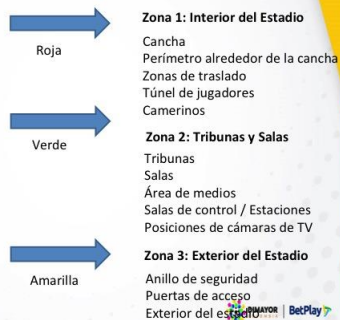 Roja
Zona 1: Interior del Estadio
Cancha
Perímetro alrededor de la cancha
Zonas de traslado
Túnel de jugadores
Camerinos
Verde
Zona 2: Tribunas y Salas
Tribunas
Salas
Área de medios
Salas de control / Estaciones
Posiciones de cámaras de TV
Amarilla
Zona 3: Exterior del Estadio
Anillo de seguridad
Puertas de acceso
Exterior del estadio
DIMAYOR | BetPlay